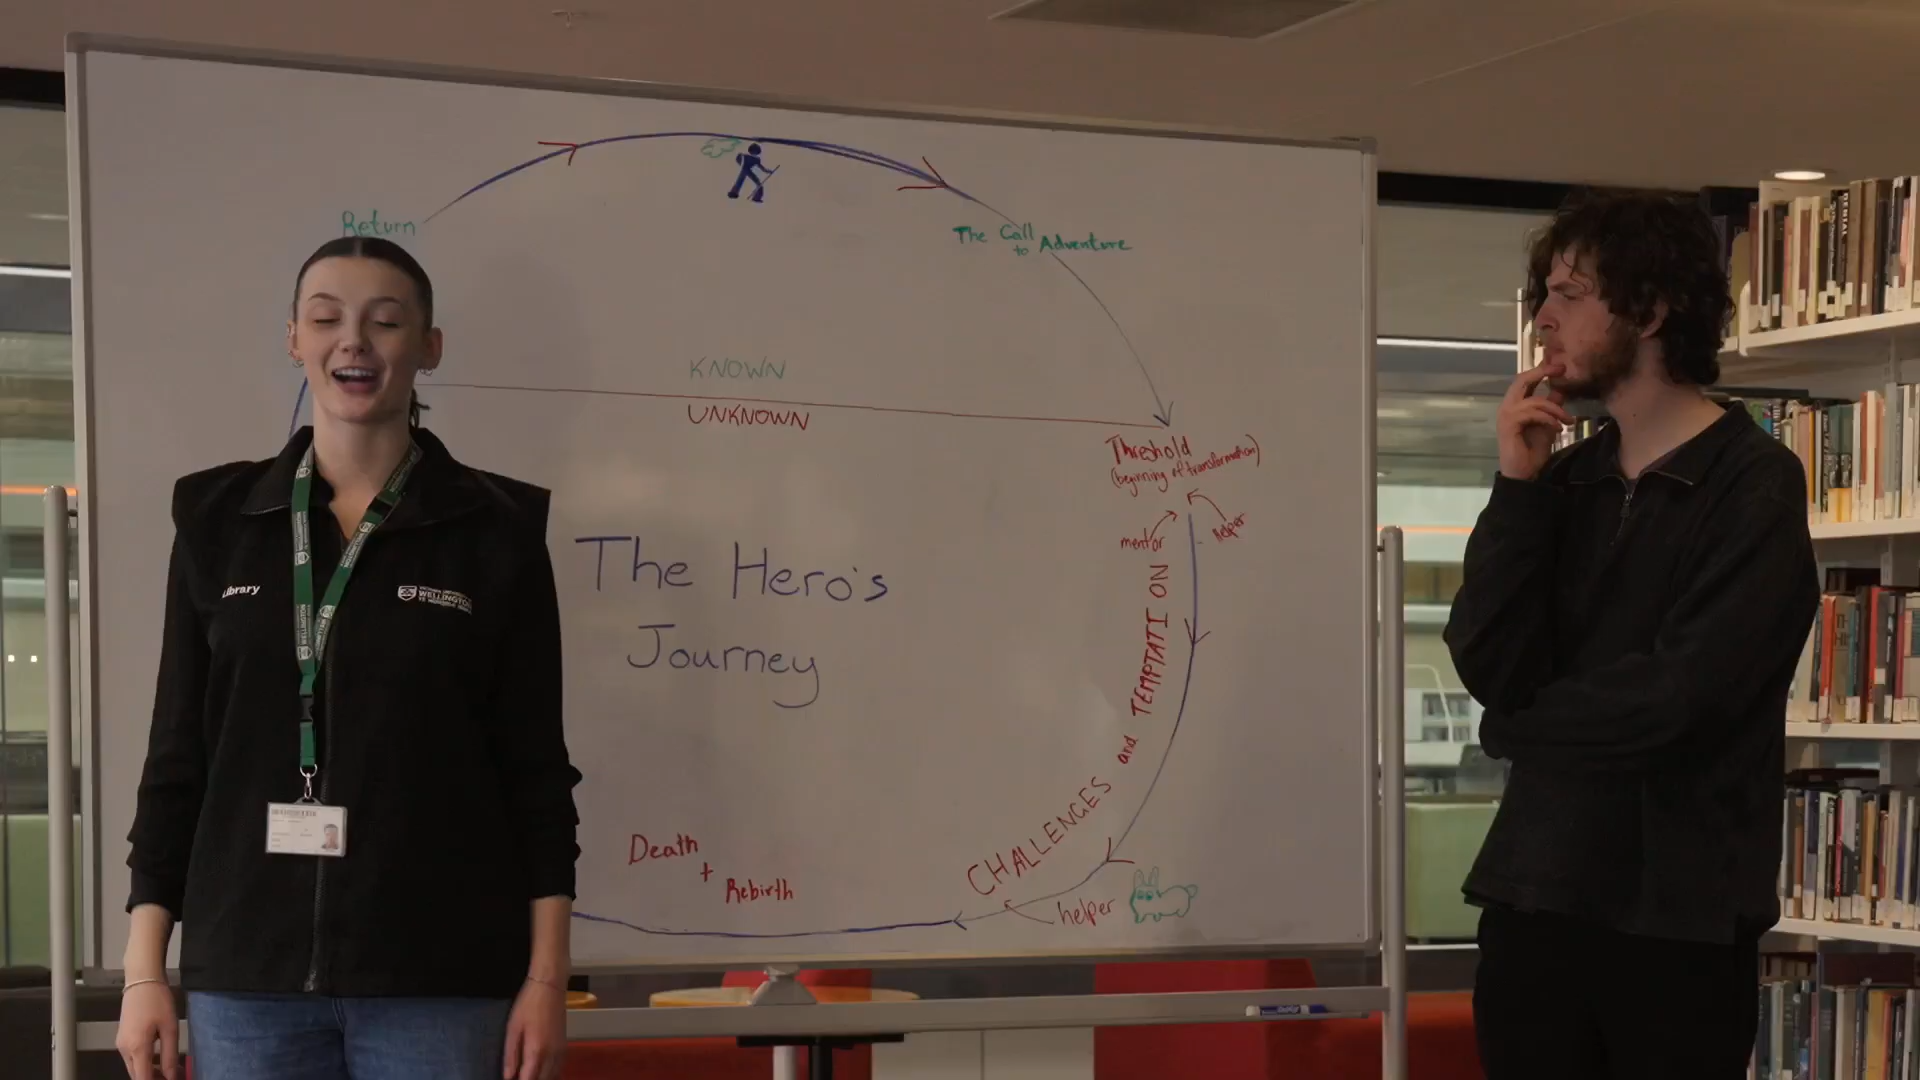 Return
The Call
to Adventure
KNOWN
UNKNOWN
Threshold
(beginning of transformation)
mentor
helper
The Hero's
Journey
CHALLENGES and TEMPTATION
Death
+
Rebirth
helper
Library
WELLINGTON